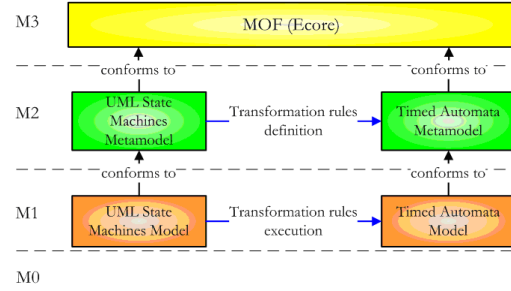 M3
MOF (Ecore)
conforms to
conforms to
M2
UML State
Machines
Metamodel
Transformation rules
definition
Timed Automata
Metamodel
conforms to
conforms to
M1
UML State
Machines Model
Transformation rules
execution
Timed Automata
Model
M0